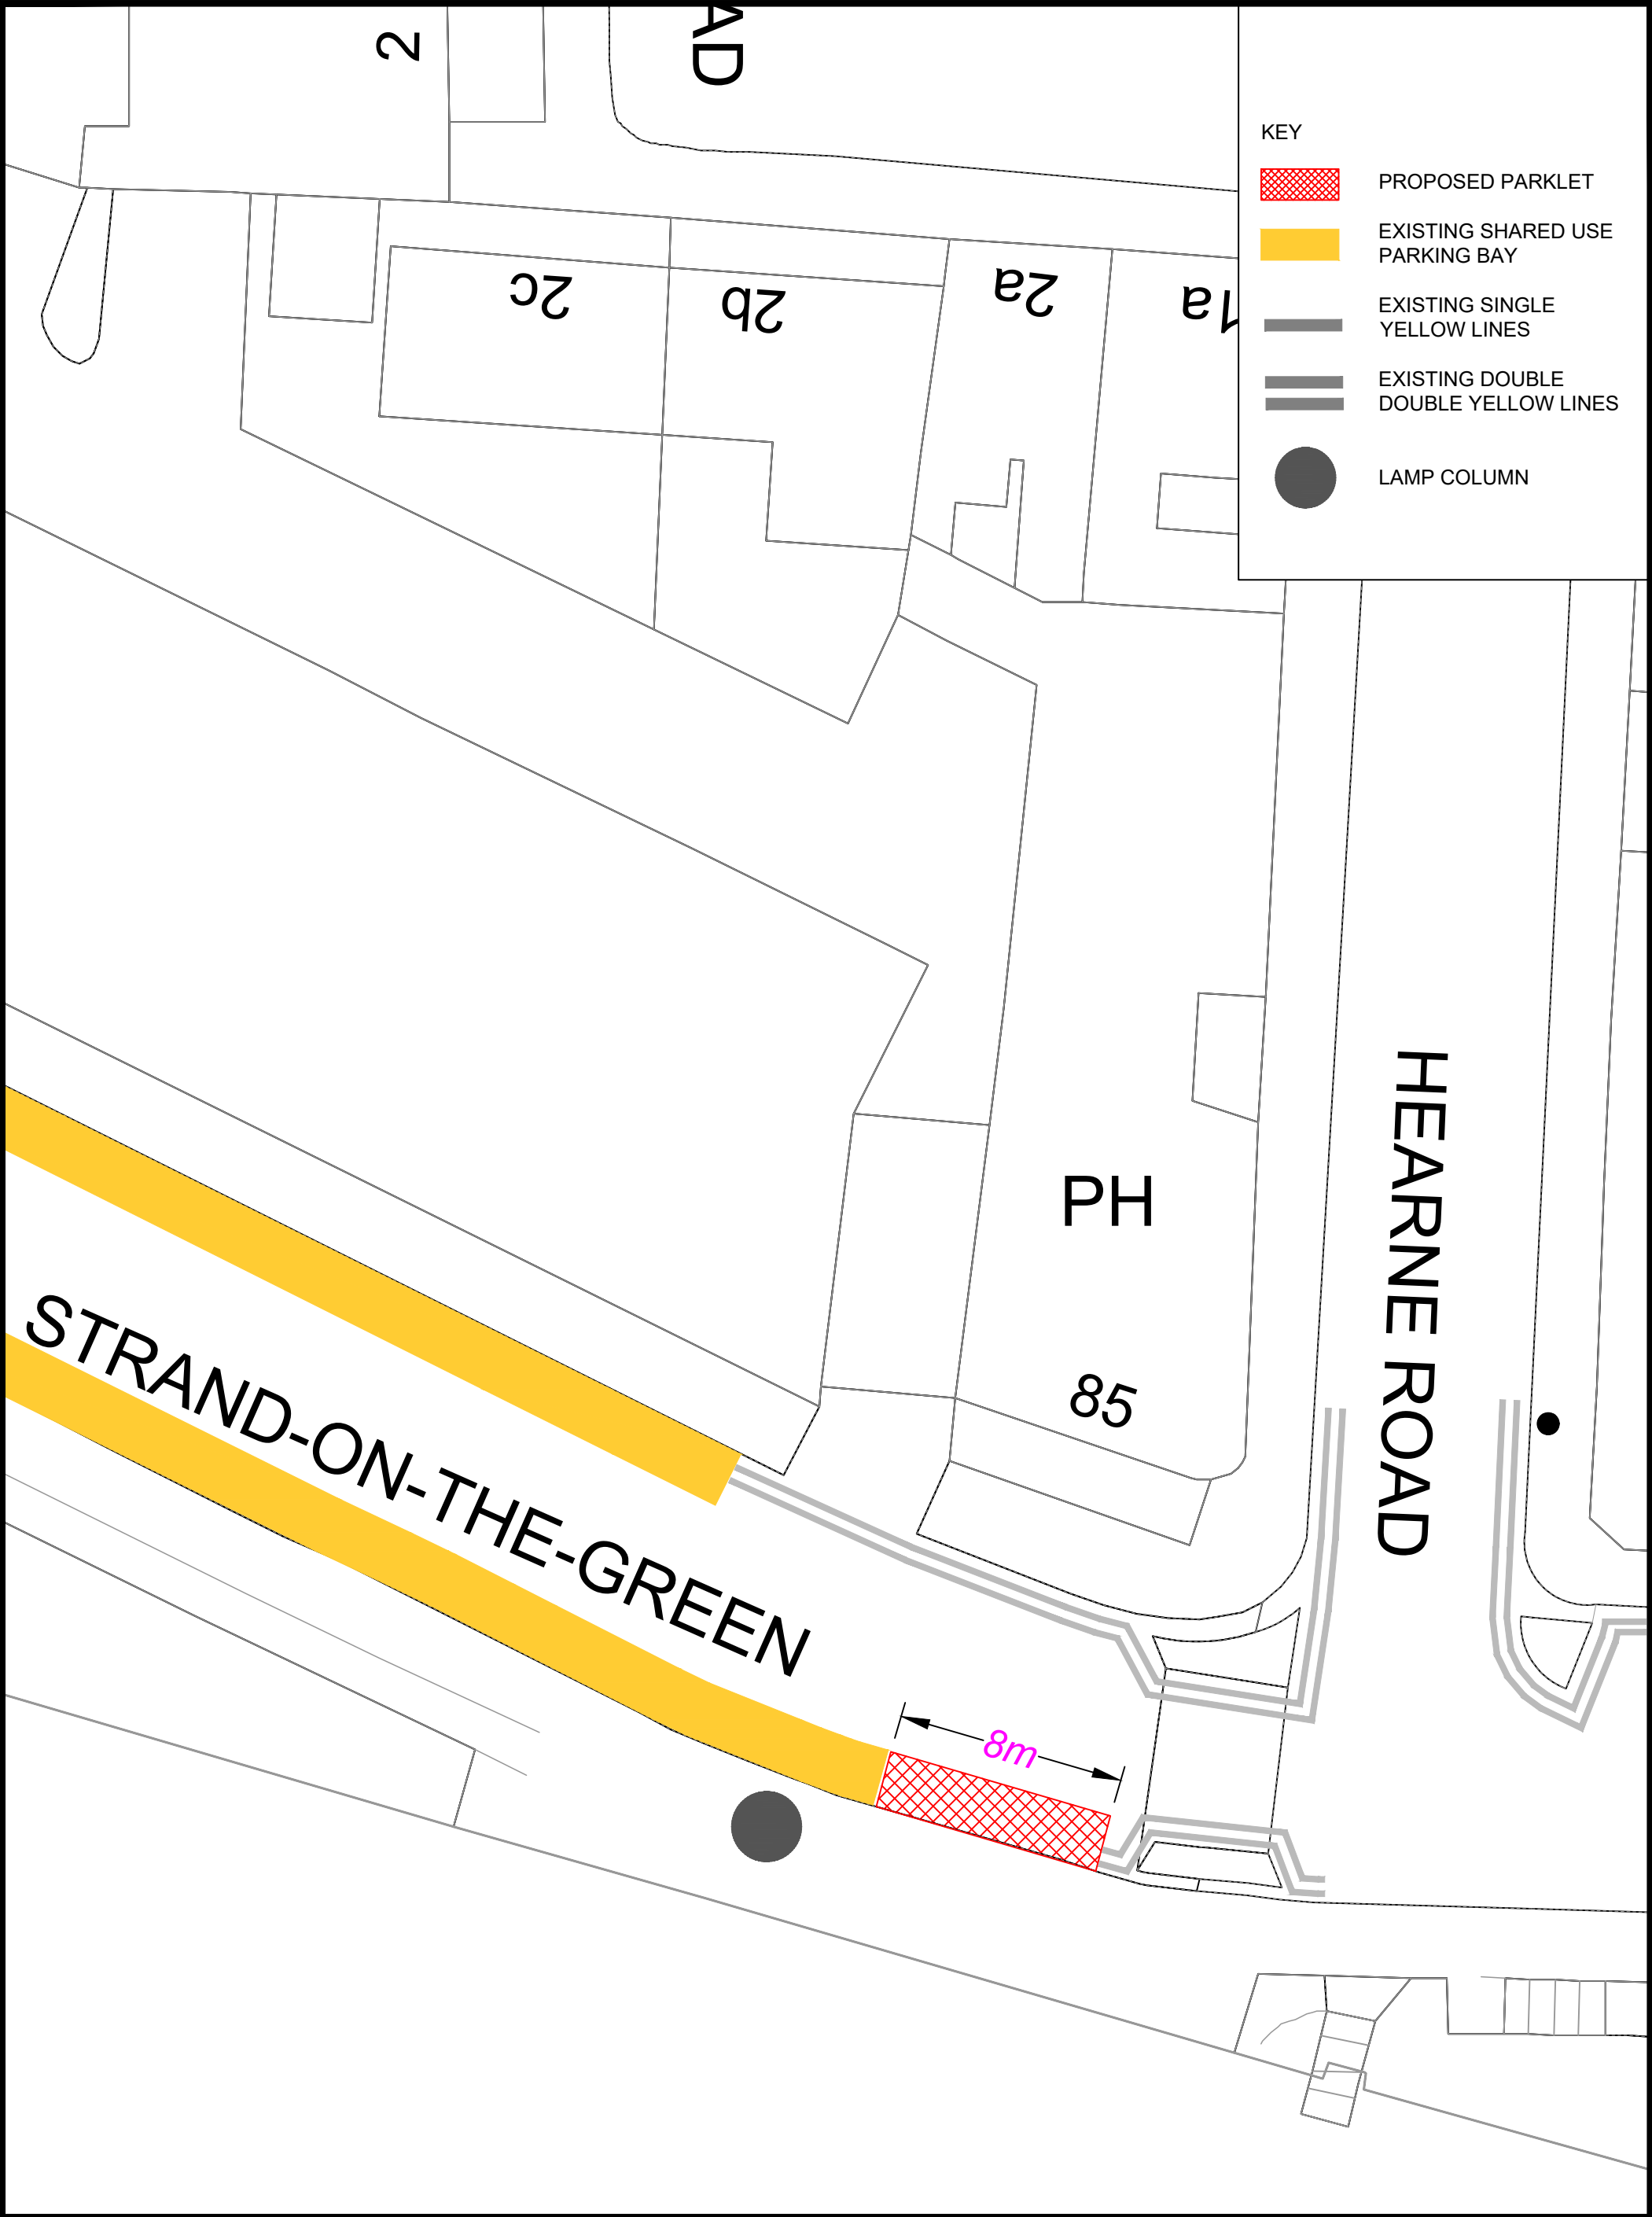 2
AD
KEY
PROPOSED PARKLET
EXISTING SHARED USE
PARKING BAY
EXISTING SINGLE
YELLOW LINES
EXISTING DOUBLE
DOUBLE YELLOW LINES
LAMP COLUMN
2c
2b
2a
1a
HEARNE ROAD
PH
85
STRAND-ON-THE-GREEN
8m